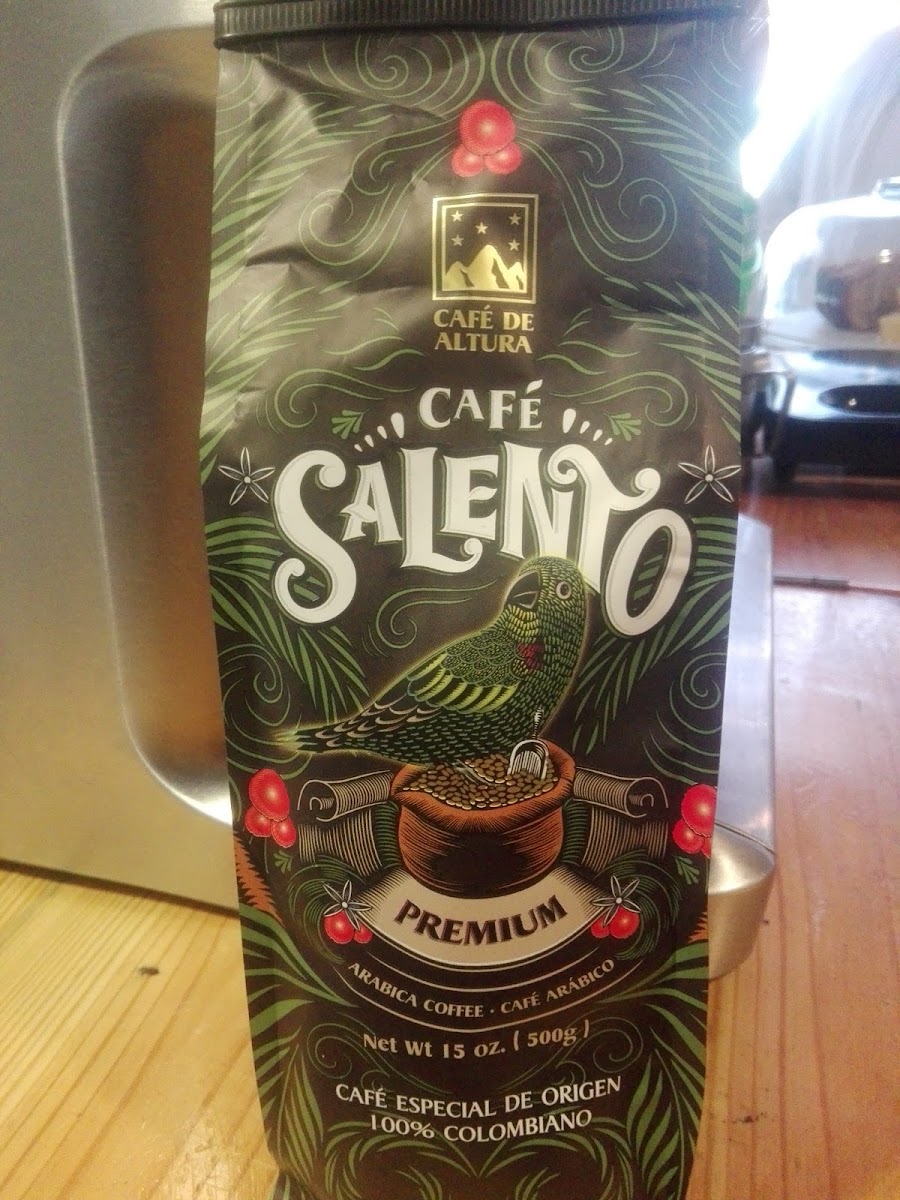 CAFÉ DE
ALTURA
CAFÉ
SALENTO
PREMIUM
ARABICA COFFEE · CAFÉ ARÁBICO
Net Wt 15 oz. ( 500g )
CAFÉ ESPECIAL DE ORIGEN
100% COLOMBIANO